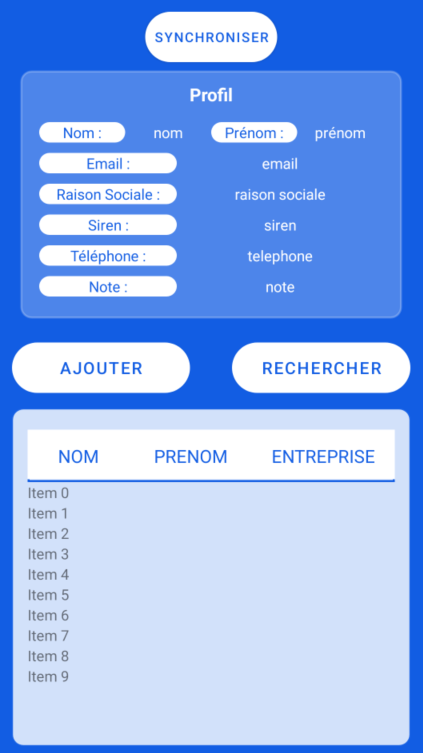 SYNCHRONISER
Profil
Nom : nom Prénom : prénom
Email : email
Raison Sociale : raison sociale
Siren : siren
Téléphone : telephone
Note : note
AJOUTER RECHERCHER
NOM PRENOM ENTREPRISE
Item 0
Item 1
Item 2
Item 3
Item 4
Item 5
Item 6
Item 7
Item 8
Item 9